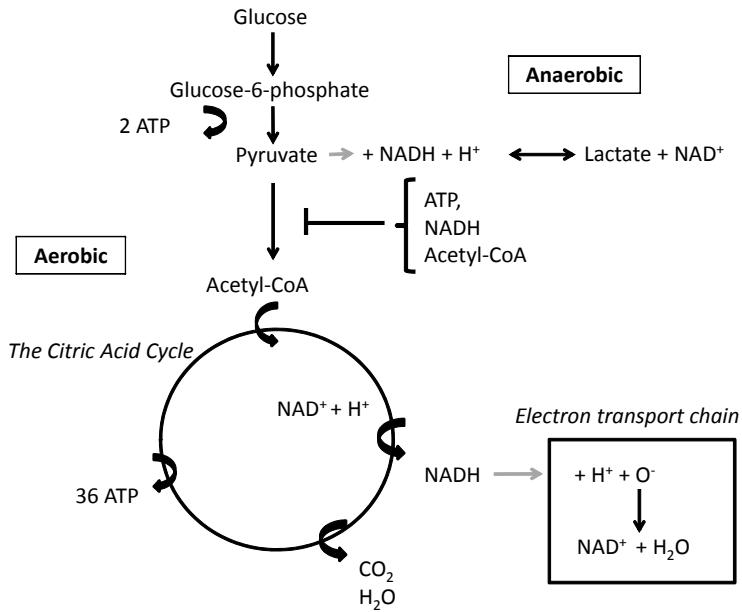 Glucose
Anaerobic
Glucose-6-phosphate
2 ATP
Pyruvate
+ NADH + H⁺
Lactate + NAD⁺
ATP,
NADH
Acetyl-CoA
Aerobic
Acetyl-CoA
The Citric Acid Cycle
NAD⁺ + H⁺
Electron transport chain
NADH
+ H⁺ + O⁻
36 ATP
NAD⁺ + H₂O
CO₂
H₂O